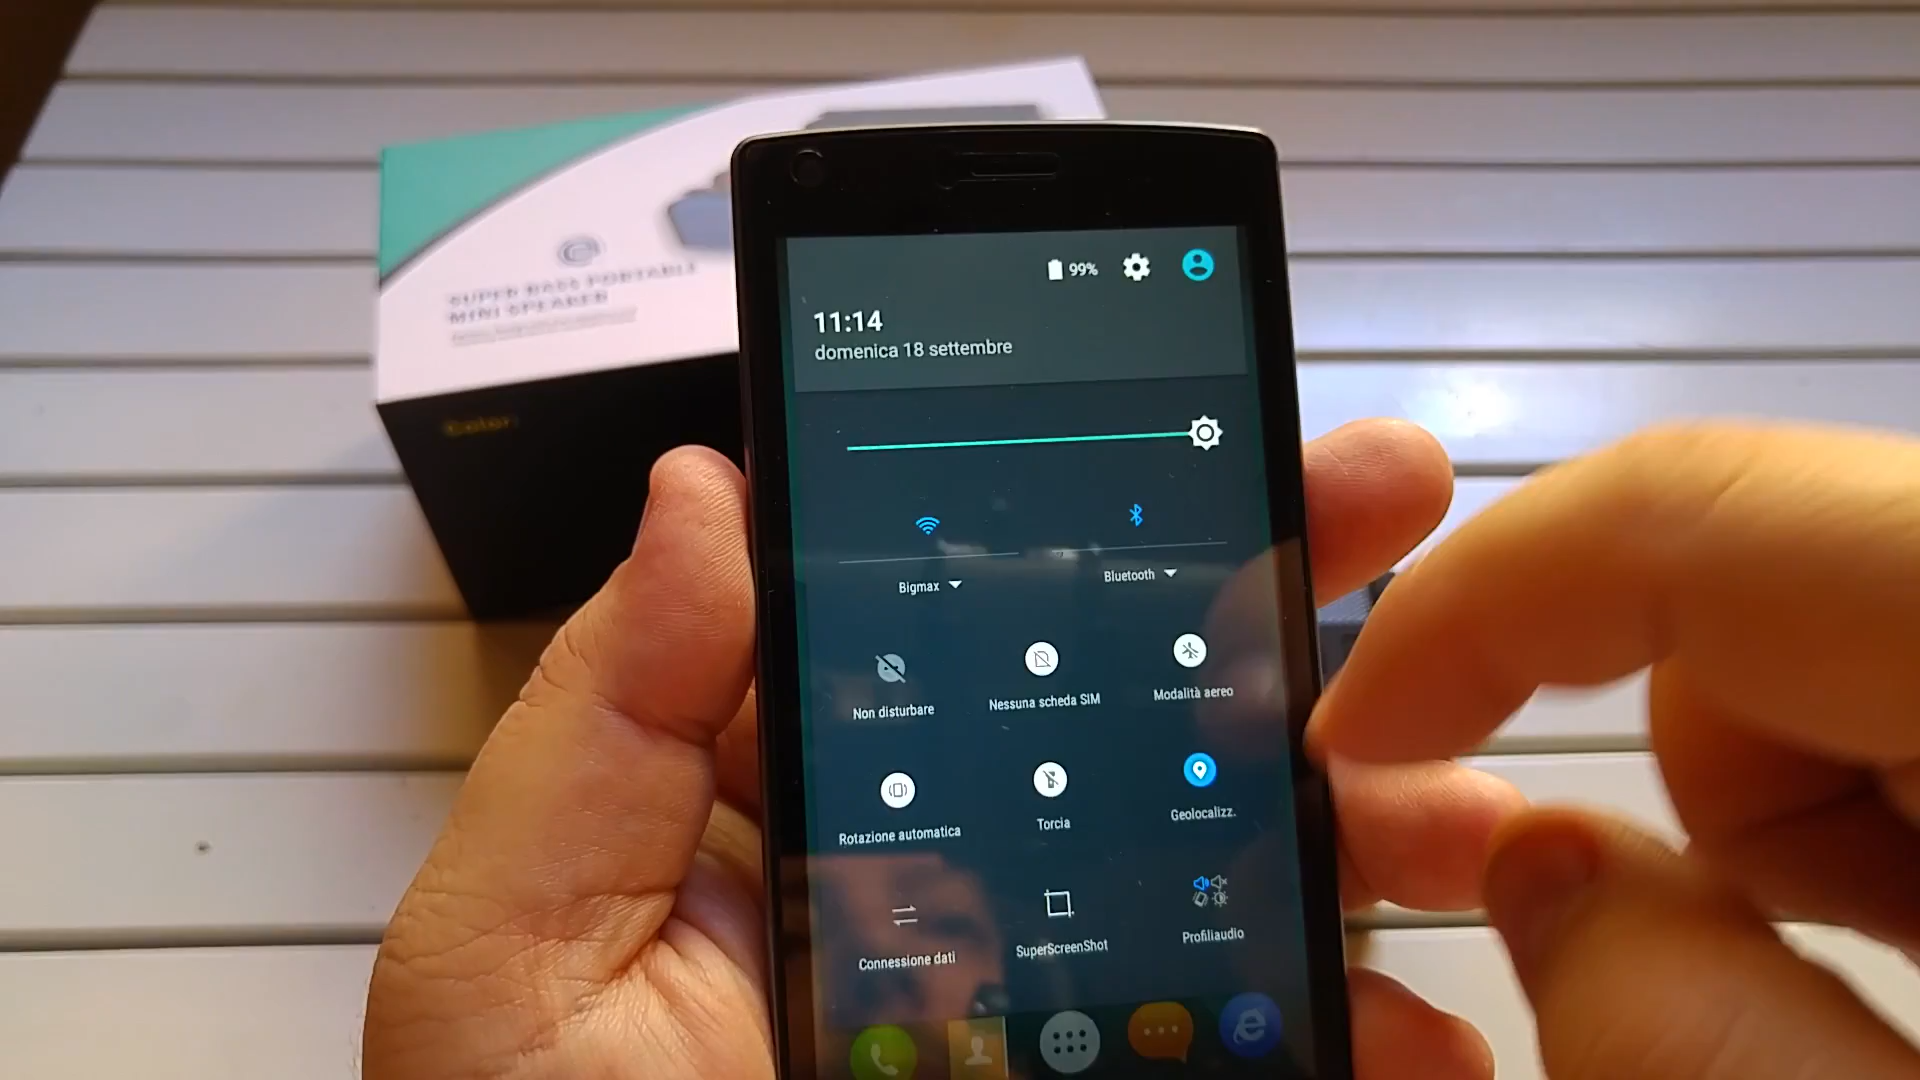 SUPER BASS PORTABLE
MINI SPEAKER
Color:
99%
11:14
domenica 18 settembre
Bigmax
Bluetooth
Non disturbare
Nessuna scheda SIM
Modalità aereo
Rotazione automatica
Torcia
Geolocalizz.
Connessione dati
SuperScreenShot
Profiliaudio